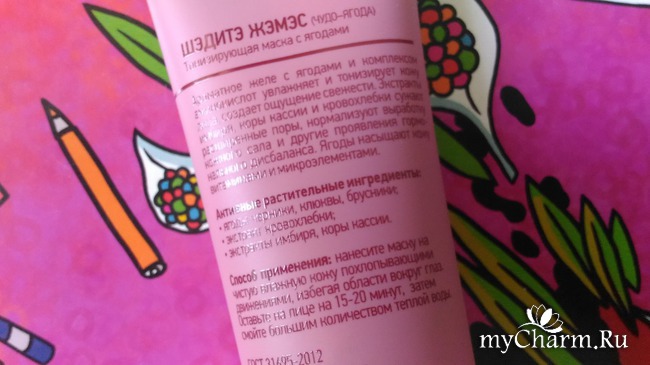 ШЭДИТЭ ЖЭМЭС (ЧУДО-ЯГОДА)
Тонизирующая маска с ягодами
желе с ягодами и комплексом
увлажняет и тонизирует кожу
создает ощущение свежести. Экстракты
коры кассии и кровохлебки сужают
расширенные поры, нормализуют выработку
кожного сала и другие проявления гормо-
нального дисбаланса. Ягоды насыщают кожу
витаминами и микроэлементами.
Активные растительные ингредиенты:
• ягоды черники, клюквы, брусники;
• экстракт кровохлебки;
• экстракты имбиря, коры кассии.
Способ применения: нанесите маску на
чистую влажную кожу похлопывающими
движениями, избегая области вокруг глаз.
Оставьте на лице на 15-20 минут, затем
смойте большим количеством теплой воды
ГОСТ 31695-2012
myCharm.Ru